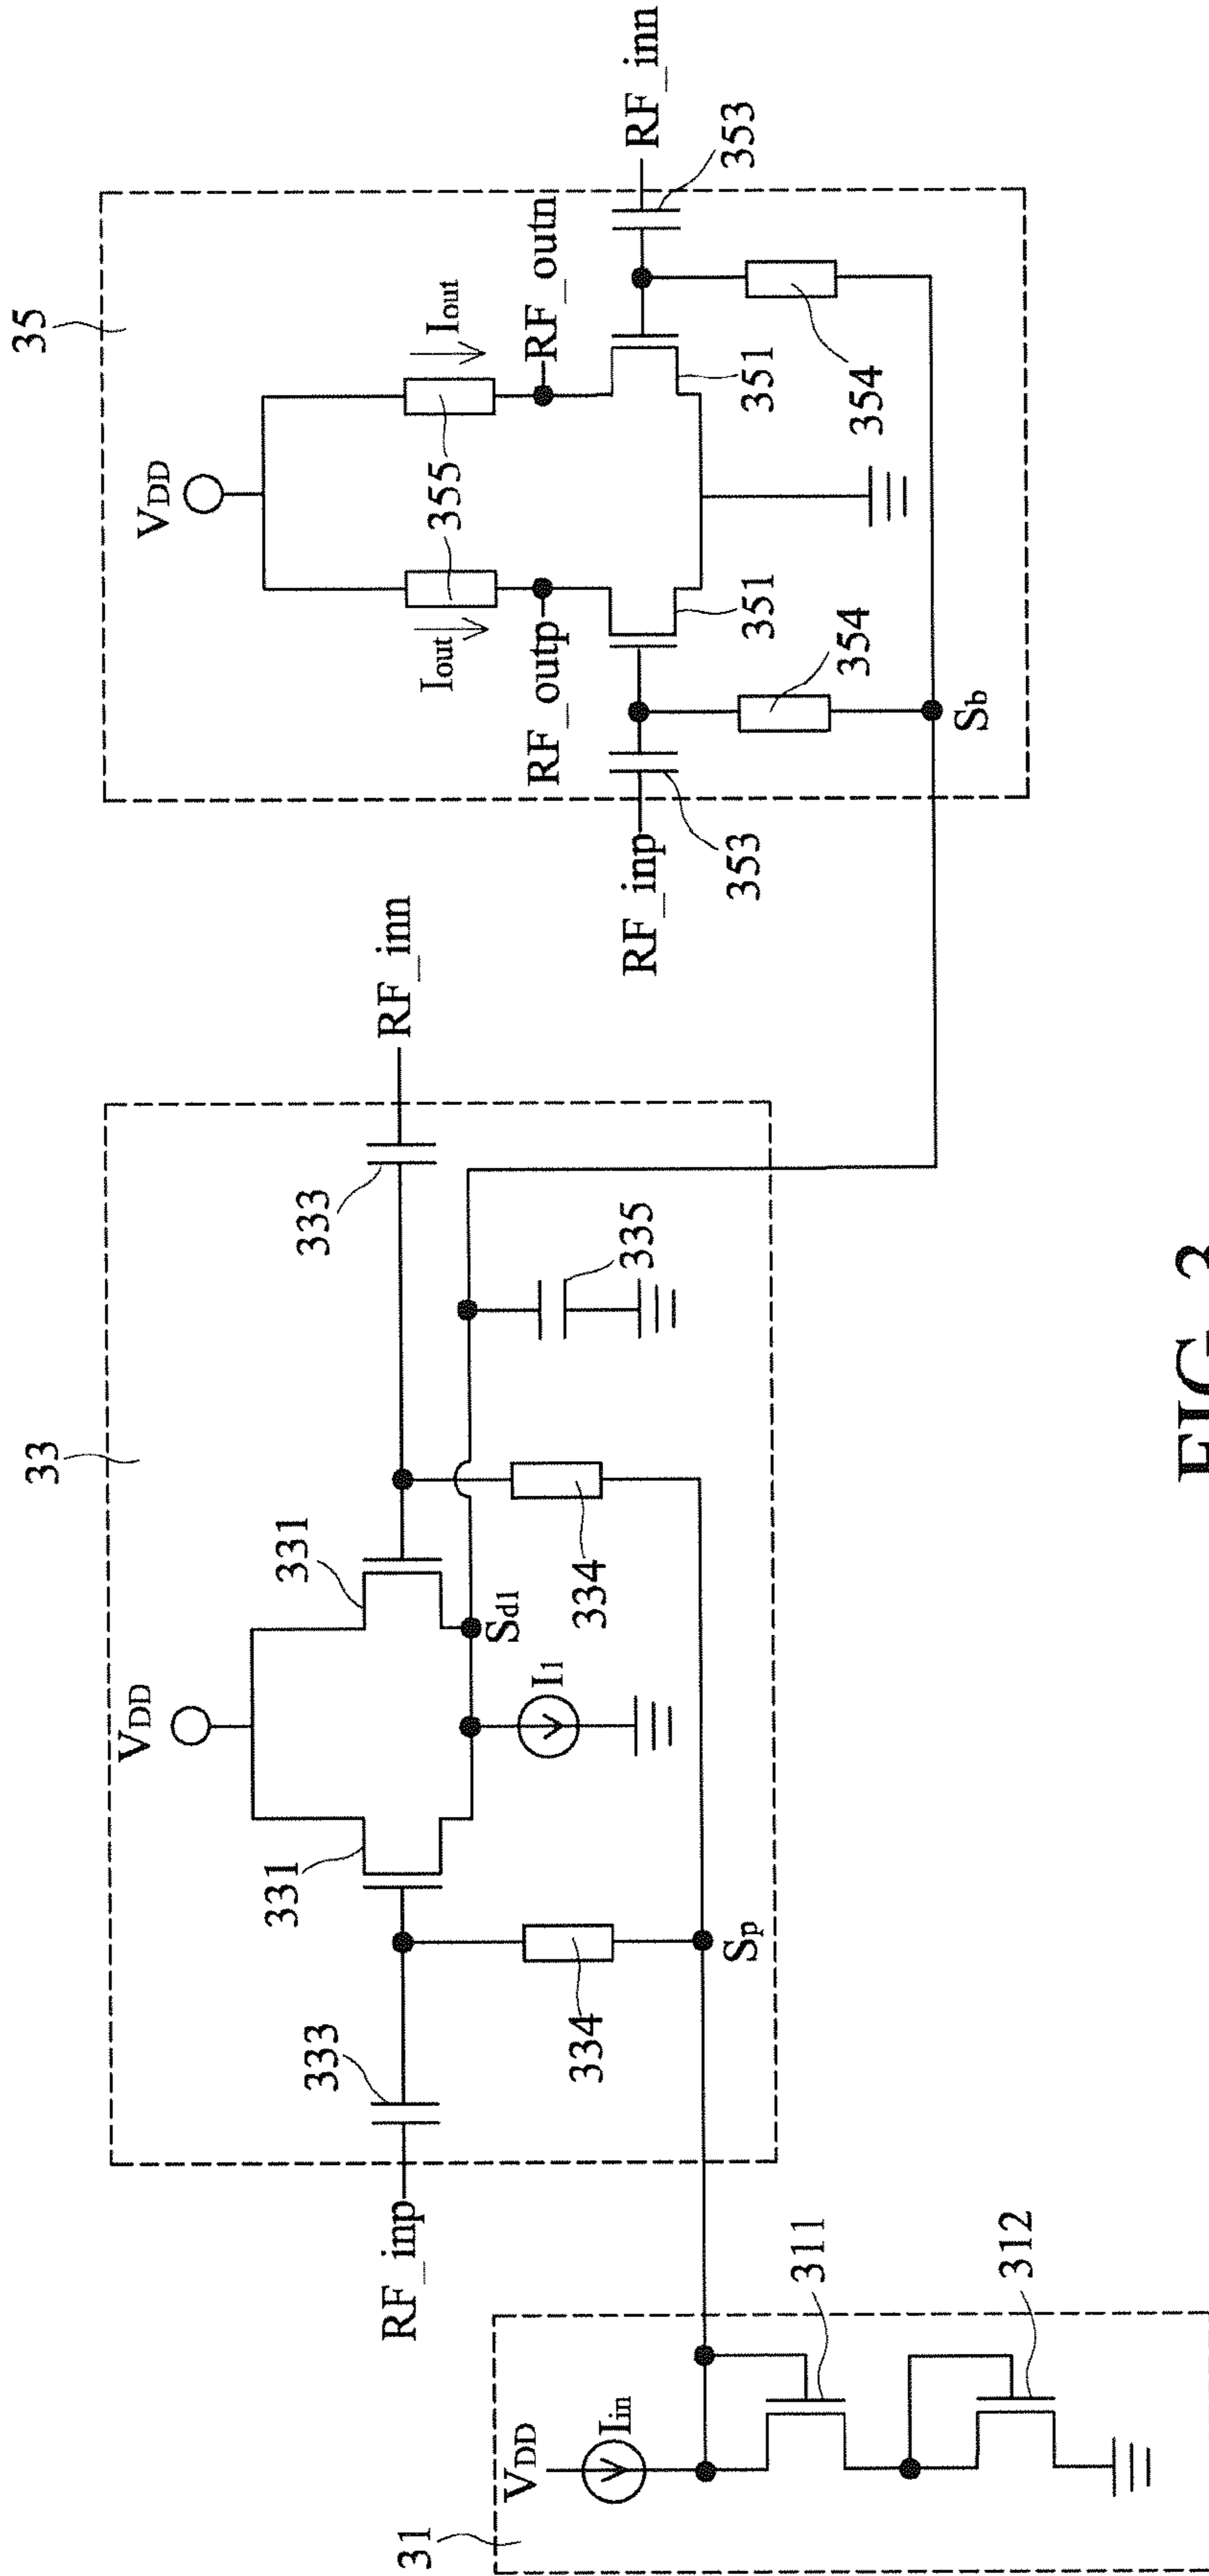 35
VDD
Iout
Iout
355
RF_outp
RF_outn
351
351
RF_inp
RF_inn
353
353
354
354
Sb
33
VDD
331
331
RF_inp
RF_inn
333
333
Sd1
I1
334
334
335
Sp
31
VDD
Iin
311
312
FIG. 3